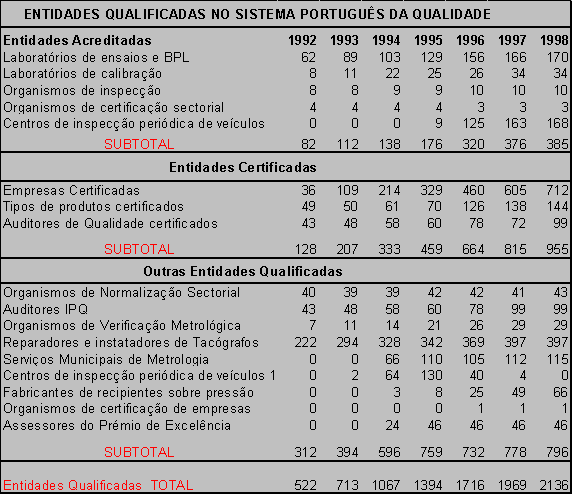 ENTIDADES QUALIFICADAS NO SISTEMA PORTUGUÊS DA QUALIDADE
Entidades Acreditadas 1992 1993 1994 1995 1996 1997 1998
Laboratórios de ensaios e BPL 62 89 103 129 156 166 170
Laboratórios de calibração 8 11 22 25 26 34 34
Organismos de inspecção 8 8 9 9 10 10 10
Organismos de certificação sectorial 4 4 4 4 3 3 3
Centros de inspecção periódica de veículos 0 0 0 9 125 163 168
SUBTOTAL 82 112 138 176 320 376 385
Entidades Certificadas
Empresas Certificadas 36 109 214 329 460 605 712
Tipos de produtos certificados 49 50 61 70 126 138 144
Auditores de Qualidade certificados 43 48 58 60 78 72 99
SUBTOTAL 128 207 333 459 664 815 955
Outras Entidades Qualificadas
Organismos de Normalização Sectorial 40 39 39 42 42 41 43
Auditores IPQ 43 48 58 60 78 99 99
Organismos de Verificação Metrológica 7 11 14 21 26 29 29
Reparadores e instatadores de Tacógrafos 222 294 328 342 369 397 397
Serviços Municipais de Metrologia 0 0 66 110 105 112 115
Centros de inspecção periódica de veículos 1 0 2 64 130 40 4 0
Fabricantes de recipientes sobre pressão 0 0 3 8 25 49 66
Organismos de certificação de empresas 0 0 0 0 1 1 1
Assessores do Prémio de Excelência 0 0 24 46 46 46 46
SUBTOTAL 312 394 596 759 732 778 796
Entidades Qualificadas TOTAL 522 713 1067 1394 1716 1969 2136